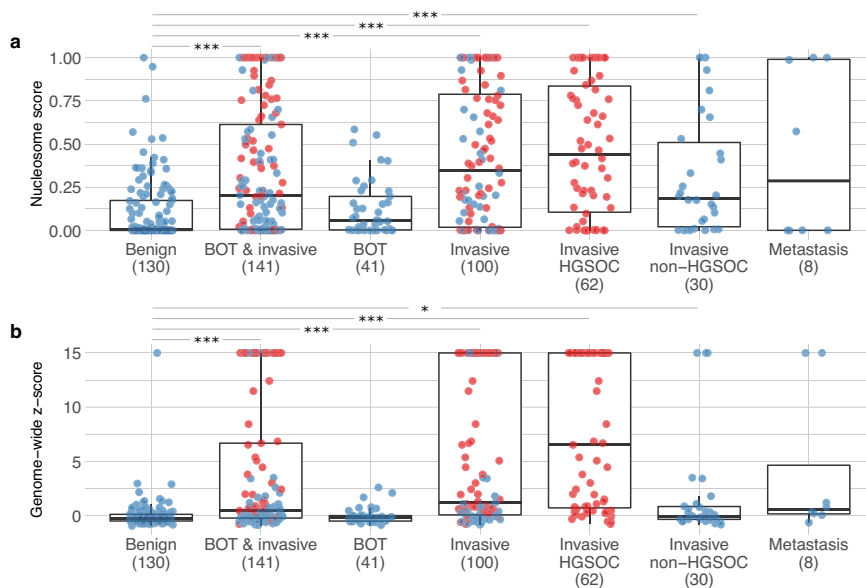 ***
***
a
***
***
1.00
0.75
0.50
0.25
0.00
Nucleosome score
Benign
(130)
BOT & invasive
(141)
BOT
(41)
Invasive
(100)
Invasive
HGSOC
(62)
Invasive
non−HGSOC
(30)
Metastasis
(8)
*
***
b
***
***
15
10
5
0
Genome−wide z−score
Benign
(130)
BOT & invasive
(141)
BOT
(41)
Invasive
(100)
Invasive
HGSOC
(62)
Invasive
non−HGSOC
(30)
Metastasis
(8)